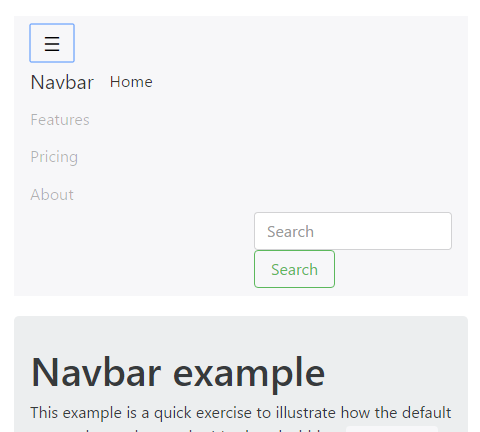 ☰
Navbar Home
Features
Pricing
About
Search
Search
Navbar example
This example is a quick exercise to illustrate how the default